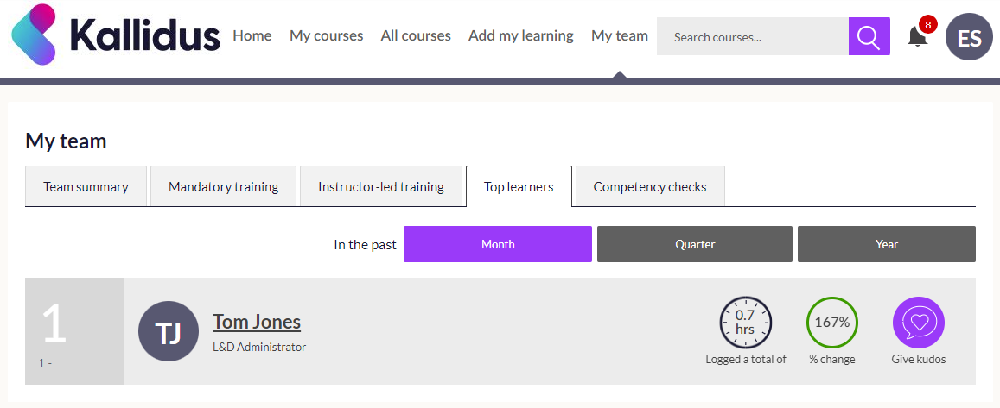 Kallidus Home My courses All courses Add my learning My team Search courses... 8 ES
My team
Team summary Mandatory training Instructor-led training Top learners Competency checks
In the past Month Quarter Year
1
1 -
TJ
Tom Jones
L&D Administrator
0.7
hrs
Logged a total of
167%
% change
Give kudos